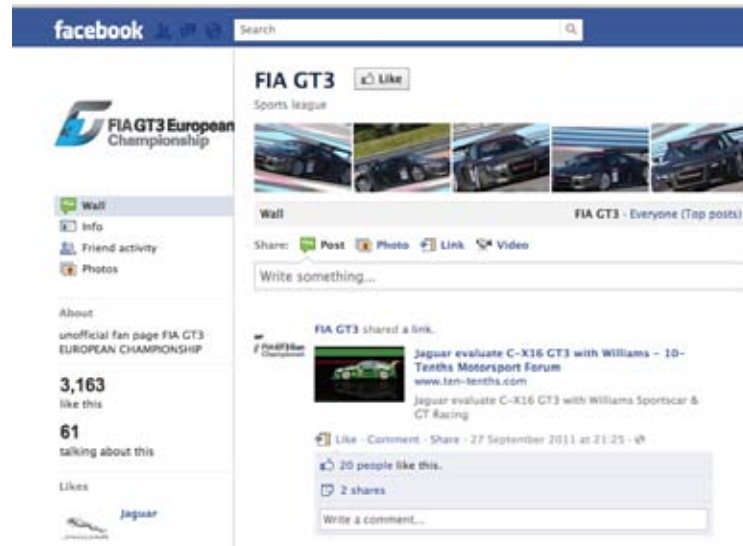 facebook
Search
FIA GT3
Like
Sports league
FIA GT3 European
Championship
Wall
Info
Friend activity
Photos
About
unofficial fan page FIA GT3
EUROPEAN CHAMPIONSHIP
3,163
like this
61
talking about this
Likes
Jaguar
JAGUAR
Wall
FIA GT3 · Everyone (Top posts)
Share:
Post
Photo
Link
Video
Write something...
FIA GT3 shared a link.
Jaguar evaluate C-X16 GT3 with Williams - 10-
Tenths Motorsport Forum
www.ten-tenths.com
Jaguar evaluate C-X16 GT3 with Williams Sportscar &
GT Racing
Like · Comment · Share · 27 September 2011 at 21:25 ·
20 people like this.
2 shares
Write a comment...